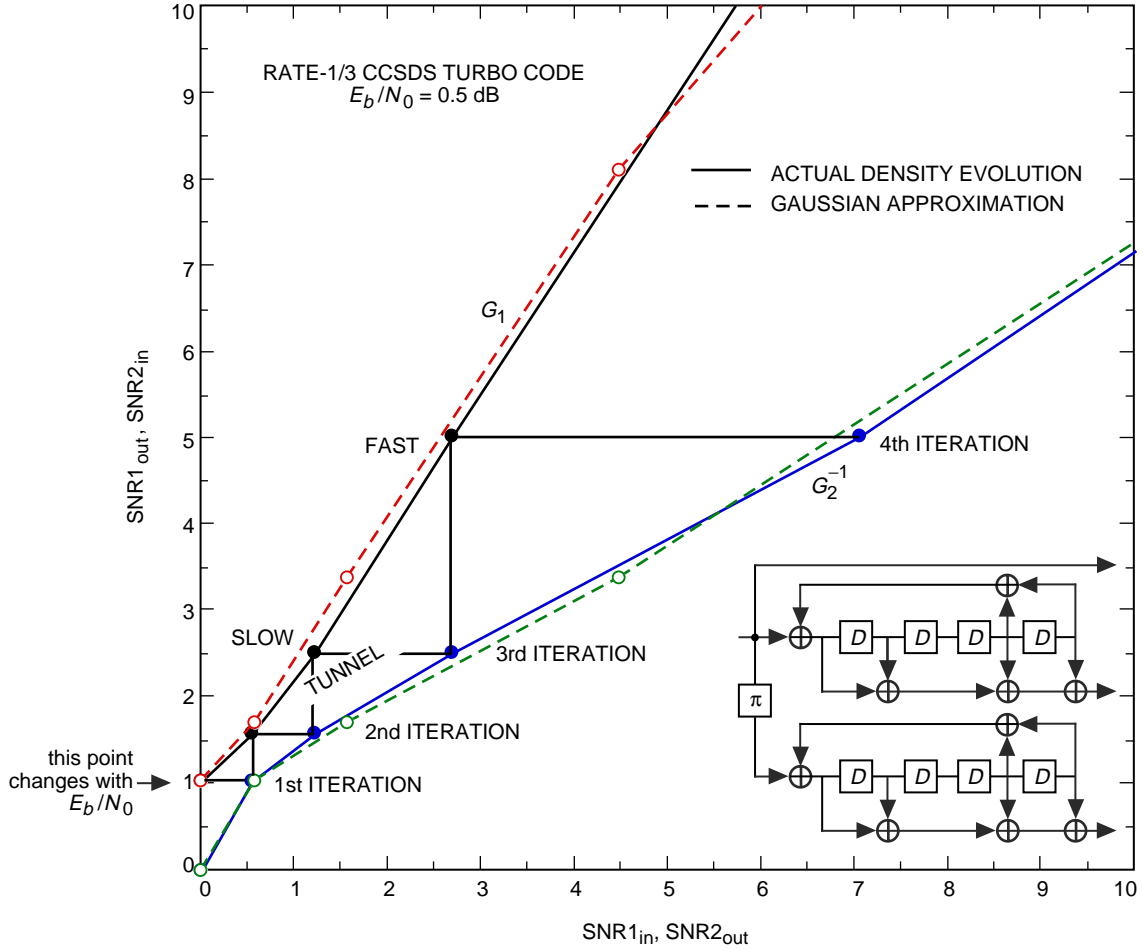 10
9
8
7
6
5
4
3
2
1
0
RATE-1/3 CCSDS TURBO CODE
E_b/N_0 = 0.5 dB
ACTUAL DENSITY EVOLUTION
GAUSSIAN APPROXIMATION
G_1
FAST
4th ITERATION
G_2^{-1}
SLOW
TUNNEL
3rd ITERATION
2nd ITERATION
1st ITERATION
this point
changes with
E_b/N_0
SNR1_out, SNR2_in
D D D D
π
D D D D
0 1 2 3 4 5 6 7 8 9 10
SNR1_in, SNR2_out